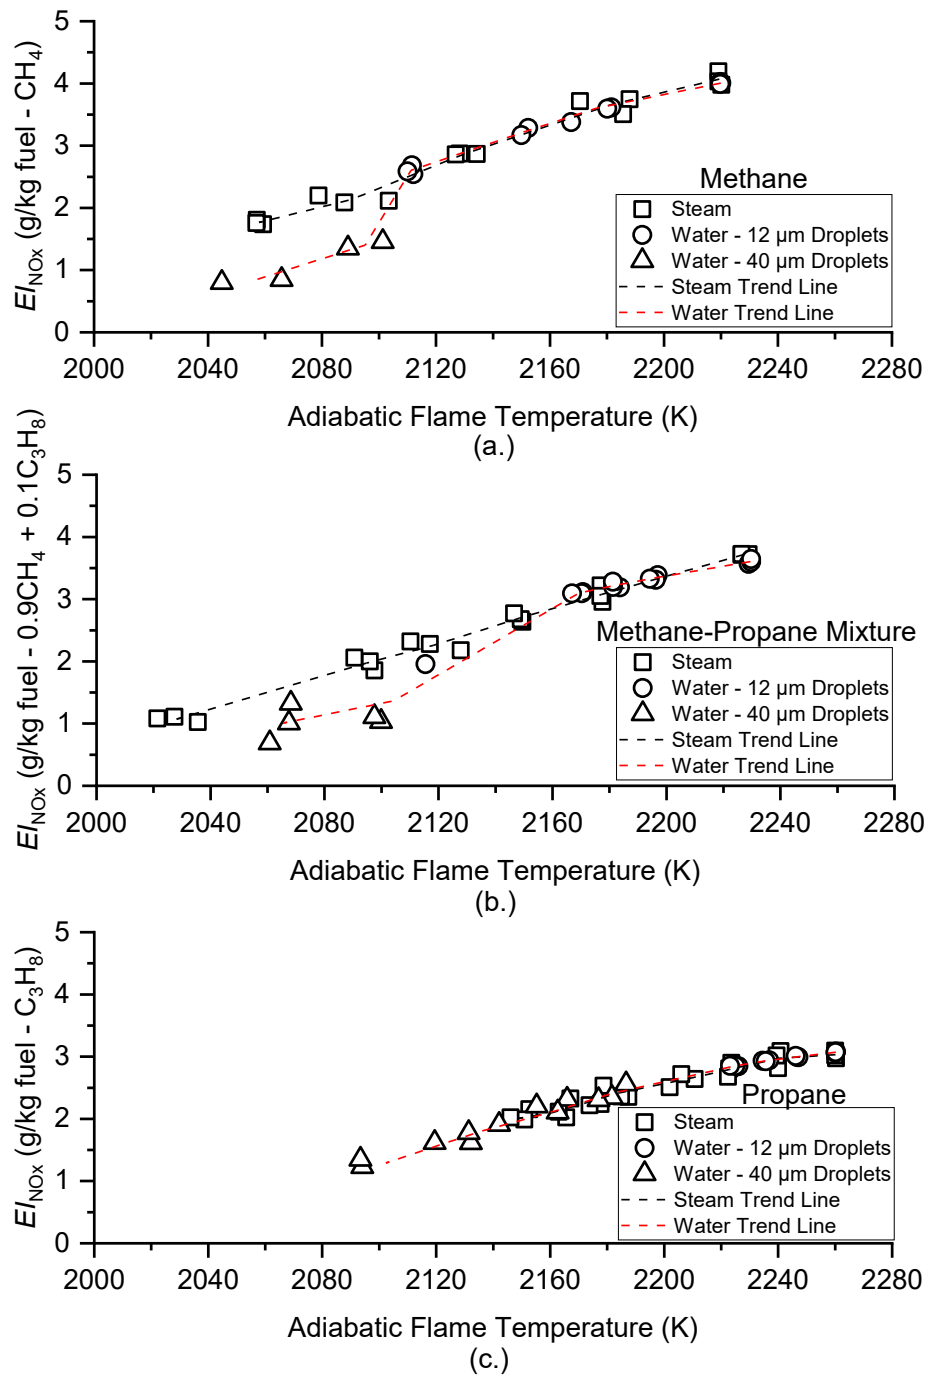 5
4
3
2
1
0
EI_NOx (g/kg fuel - CH₄)
Methane
Steam
Water - 12 µm Droplets
Water - 40 µm Droplets
Steam Trend Line
Water Trend Line
2000 2040 2080 2120 2160 2200 2240 2280
Adiabatic Flame Temperature (K)
(a.)
5
4
3
2
1
0
EI_NOx (g/kg fuel - 0.9CH₄ + 0.1C₃H₈)
Methane-Propane Mixture
Steam
Water - 12 µm Droplets
Water - 40 µm Droplets
Steam Trend Line
Water Trend Line
2000 2040 2080 2120 2160 2200 2240 2280
Adiabatic Flame Temperature (K)
(b.)
5
4
3
2
1
0
EI_NOx (g/kg fuel - C₃H₈)
Propane
Steam
Water - 12 µm Droplets
Water - 40 µm Droplets
Steam Trend Line
Water Trend Line
2000 2040 2080 2120 2160 2200 2240 2280
Adiabatic Flame Temperature (K)
(c.)